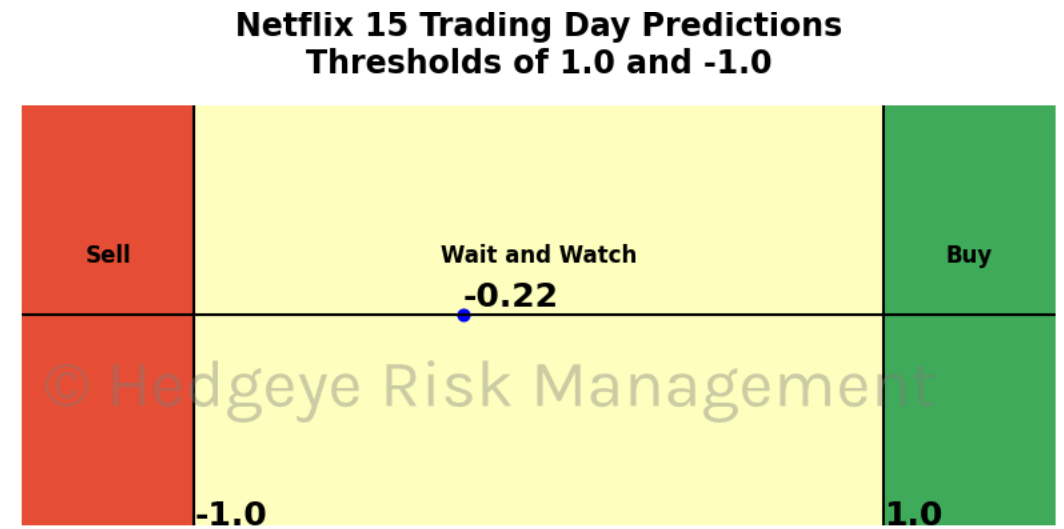 Netflix 15 Trading Day Predictions
Thresholds of 1.0 and -1.0
Sell
Wait and Watch
Buy
-0.22
© Hedgeye Risk Management
-1.0
1.0